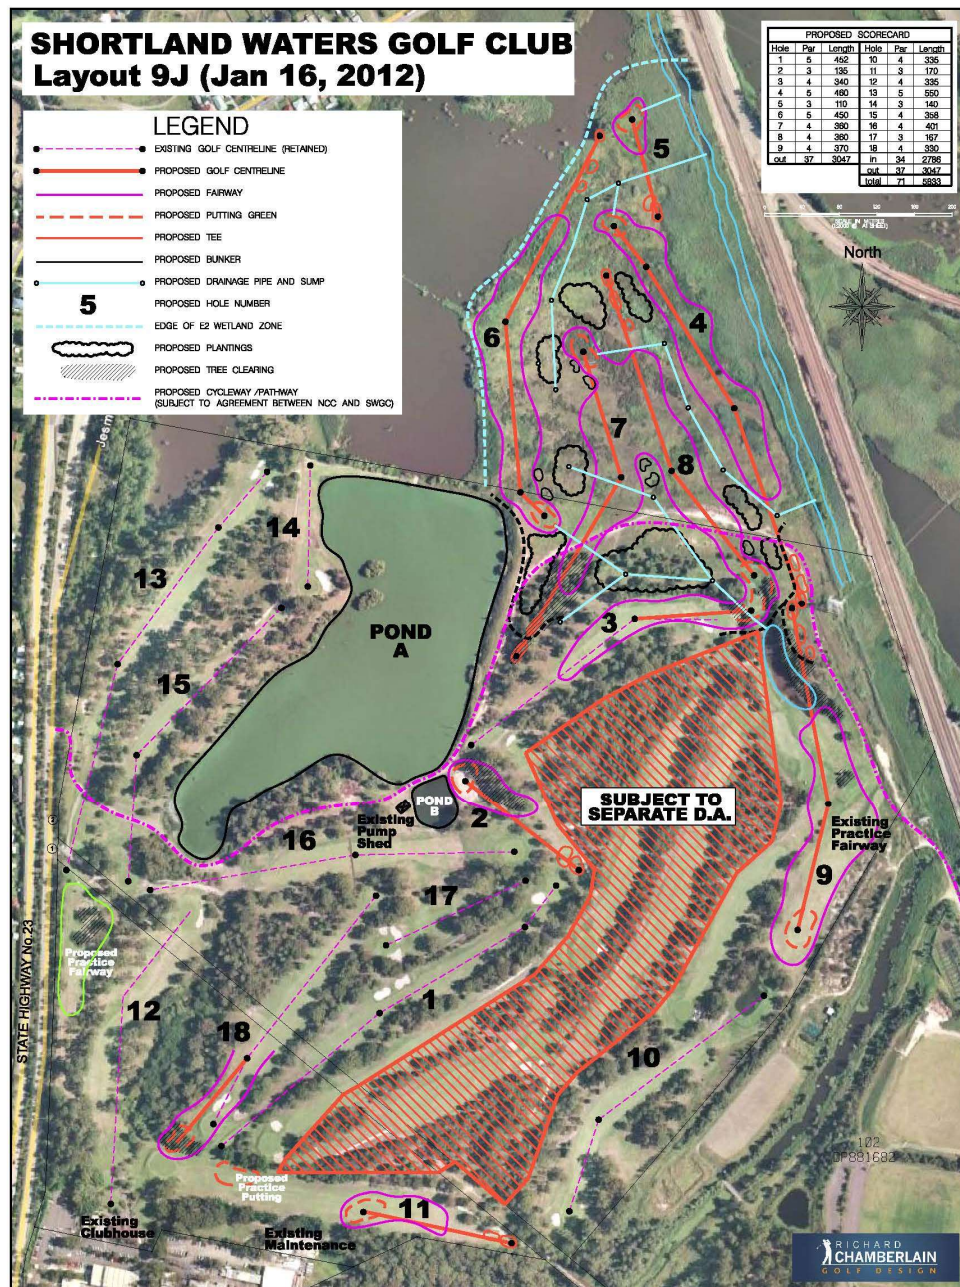 SHORTLAND WATERS GOLF CLUB
Layout 9J (Jan 16, 2012)
LEGEND
EXISTING GOLF CENTRELINE (RETAINED)
PROPOSED GOLF CENTRELINE
PROPOSED FAIRWAY
PROPOSED PUTTING GREEN
PROPOSED TEE
PROPOSED BUNKER
PROPOSED DRAINAGE PIPE AND SUMP
5 PROPOSED HOLE NUMBER
EDGE OF E2 WETLAND ZONE
PROPOSED PLANTINGS
PROPOSED TREE CLEARING
PROPOSED CYCLEWAY /PATHWAY
(SUBJECT TO AGREEMENT BETWEEN NCC AND SWGC)
PROPOSED SCORECARD
Hole Par Length Hole Par Length
1 5 452 10 4 335
2 3 135 11 3 170
3 4 340 12 4 335
4 5 460 13 5 550
5 3 110 14 3 140
6 5 450 15 4 358
7 4 360 16 4 401
8 4 360 17 3 167
9 4 370 18 4 330
out 37 3047 in 34 2786
out 37 3047
total 71 5833
SCALE IN METRES
North
5
4
6
7
8
Jesm
14
13
3
POND
A
15
SUBJECT TO
SEPARATE D.A.
POND
B
2
Existing
Pump
Shed
16
Existing
Practice
Fairway
9
17
STATE HIGHWAY No.23
Proposed
Practice
Fairway
12
1
18
10
102
DP881682
Proposed
Practice
Putting
11
Existing
Clubhouse
Existing
Maintenance
RICHARD
CHAMBERLAIN
GOLF DESIGN